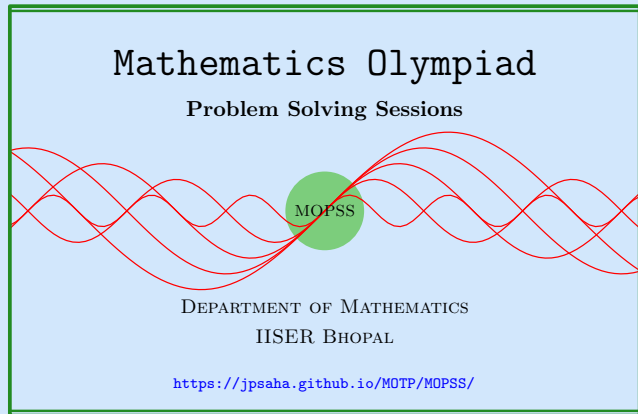 Mathematics Olympiad
Problem Solving Sessions
MOPSS
Department of Mathematics
IISER Bhopal
https://jpsaha.github.io/MOTP/MOPSS/